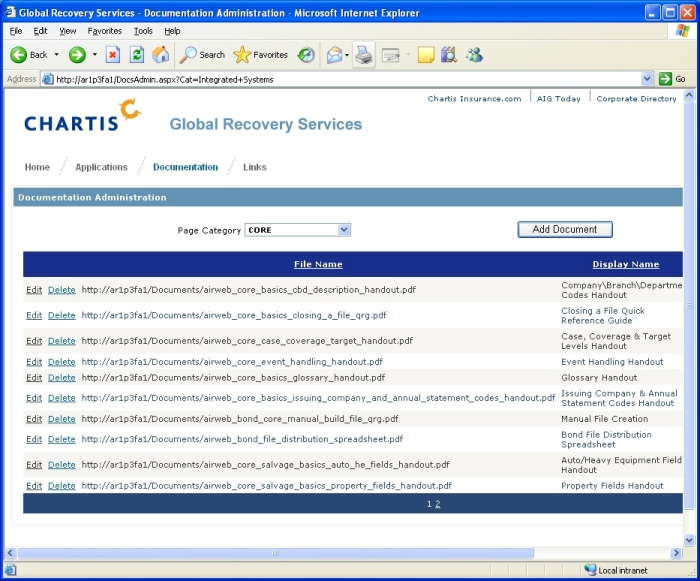 Global Recovery Services - Documentation Administration - Microsoft Internet Explorer
File Edit View Favorites Tools Help
Back Search Favorites
Address http://ar1p3fa1/DocsAdmin.aspx?Cat=Integrated+Systems Go
Chartis Insurance.com AIG Today Corporate Directory
CHARTIS Global Recovery Services
Home Applications Documentation Links
Documentation Administration
Page Category CORE Add Document
File Name Display Name
Edit Delete http://ar1p3fa1/Documents/airweb_core_basics_cbd_description_handout.pdf Company\Branch\Departme
Codes Handout
Edit Delete http://ar1p3fa1/Documents/airweb_core_basics_closing_a_file_qrg.pdf Closing a File Quick
Reference Guide
Edit Delete http://ar1p3fa1/Documents/airweb_core_case_coverage_target_handout.pdf Case, Coverage & Target
Levels Handout
Edit Delete http://ar1p3fa1/Documents/airweb_core_event_handling_handout.pdf Event Handling Handout
Edit Delete http://ar1p3fa1/Documents/airweb_core_basics_glossary_handout.pdf Glossary Handout
Edit Delete http://ar1p3fa1/Documents/airweb_core_basics_issuing_company_and_annual_statement_codes_handout.pdf Issuing Company & Annual
Statement Codes Handout
Edit Delete http://ar1p3fa1/Documents/airweb_bond_core_manual_build_file_qrg.pdf Manual File Creation
Edit Delete http://ar1p3fa1/Documents/airweb_bond_file_distribution_spreadsheet.pdf Bond File Distribution
Spreadsheet
Edit Delete http://ar1p3fa1/Documents/airweb_core_salvage_basics_auto_he_fields_handout.pdf Auto/Heavy Equipment Field
Handout
Edit Delete http://ar1p3fa1/Documents/airweb_core_salvage_basics_property_fields_handout.pdf Property Fields Handout
1 2
Local intranet